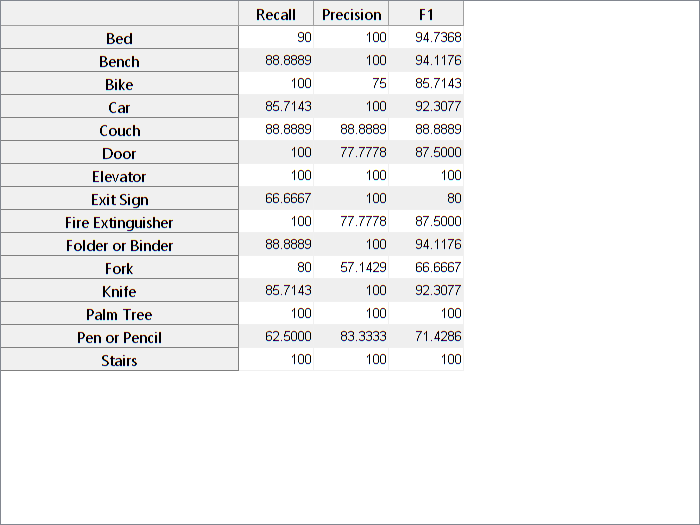 Recall Precision F1
Bed 90 100 94.7368
Bench 88.8889 100 94.1176
Bike 100 75 85.7143
Car 85.7143 100 92.3077
Couch 88.8889 88.8889 88.8889
Door 100 77.7778 87.5000
Elevator 100 100 100
Exit Sign 66.6667 100 80
Fire Extinguisher 100 77.7778 87.5000
Folder or Binder 88.8889 100 94.1176
Fork 80 57.1429 66.6667
Knife 85.7143 100 92.3077
Palm Tree 100 100 100
Pen or Pencil 62.5000 83.3333 71.4286
Stairs 100 100 100